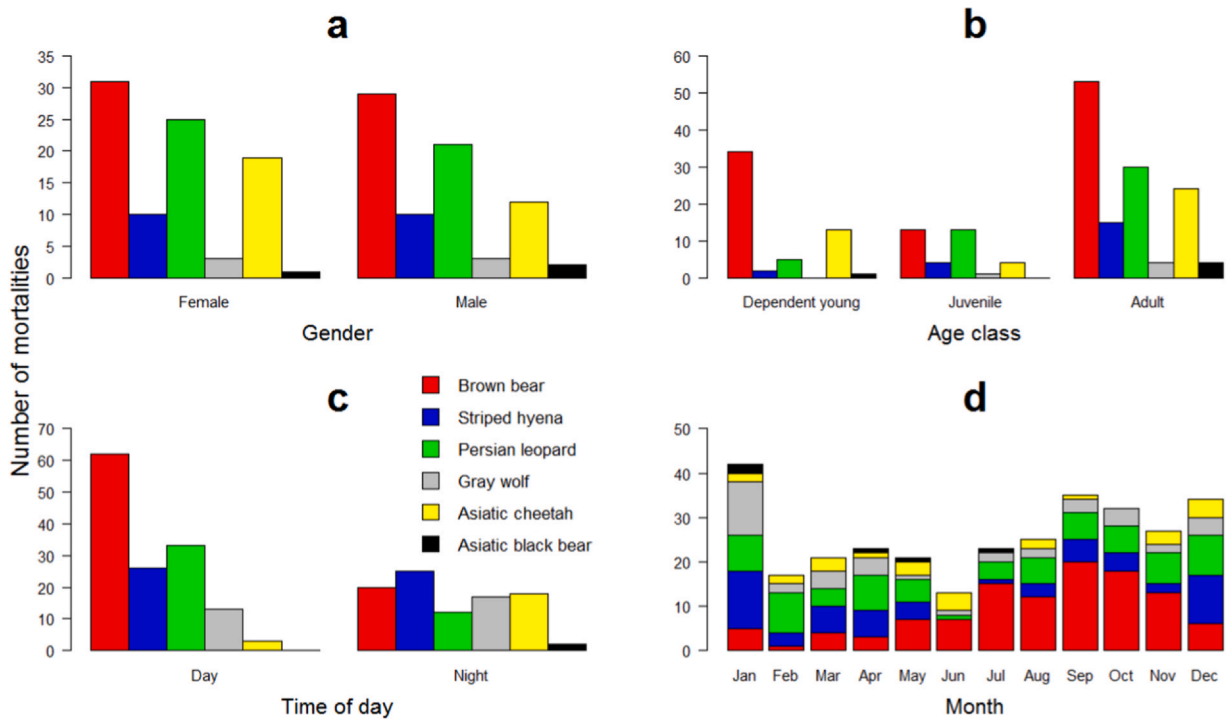 a
35
30
25
20
15
10
5
0
Female
Male
Gender
b
60
50
40
30
20
10
0
Dependent young
Juvenile
Adult
Age class
Number of mortalities
c
70
60
50
40
30
20
10
0
Day
Night
Time of day
Brown bear
Striped hyena
Persian leopard
Gray wolf
Asiatic cheetah
Asiatic black bear
d
50
40
30
20
10
0
Jan Feb Mar Apr May Jun Jul Aug Sep Oct Nov Dec
Month